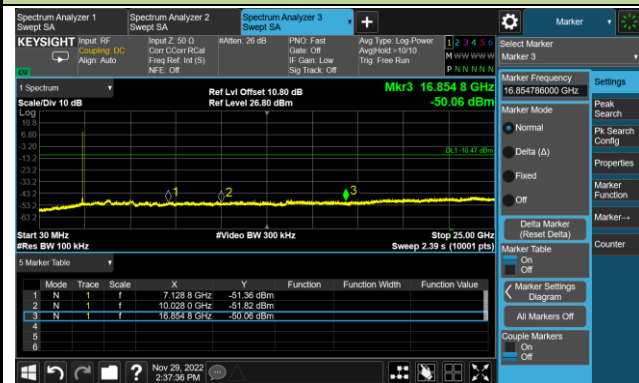 Spectrum Analyzer 1
Swept SA
Spectrum Analyzer 2
Swept SA
Spectrum Analyzer 3
Swept SA
Marker
KEYSIGHT
Input: RF
Coupling: DC
Align: Auto
Input Z: 50 Ω
Corr CCorr RCal
Freq Ref: Int (S)
NFE: Off
#Atten: 26 dB
PNO: Fast
Gate: Off
IF Gain: Low
Sig Track: Off
Avg Type: Log-Power
Avg|Hold:>10/10
Trig: Free Run
1 2 3 4 5 6
M W W W W W
P N N N N N
LXI
Select Marker
Marker 3
Marker Frequency
16.854786000 GHz
Settings
1 Spectrum
Scale/Div 10 dB
Ref Lvl Offset 10.80 dB
Ref Level 26.80 dBm
Mkr3 16.854 8 GHz
-50.06 dBm
Log
16.8
6.80
-3.20
-13.2
-23.2
-33.2
-43.2
-53.2
-63.2
DL1 -10.47 dBm
1
2
3
Start 30 MHz
#Res BW 100 kHz
#Video BW 300 kHz
Stop 25.00 GHz
Sweep 2.39 s (10001 pts)
Marker Mode
Normal
Delta (Δ)
Fixed
Off
Delta Marker
(Reset Delta)
Marker Table
On
Off
Marker Settings
Diagram
All Markers Off
Couple Markers
On
Off
Peak
Search
Pk Search
Config
Properties
Marker
Function
Marker→
Counter
5 Marker Table
Mode Trace Scale X Y Function Function Width Function Value
1 N 1 f 7.128 8 GHz -51.36 dBm
2 N 1 f 10.028 0 GHz -51.82 dBm
3 N 1 f 16.854 8 GHz -50.06 dBm
4
5
6
?
Nov 29, 2022
2:37:36 PM